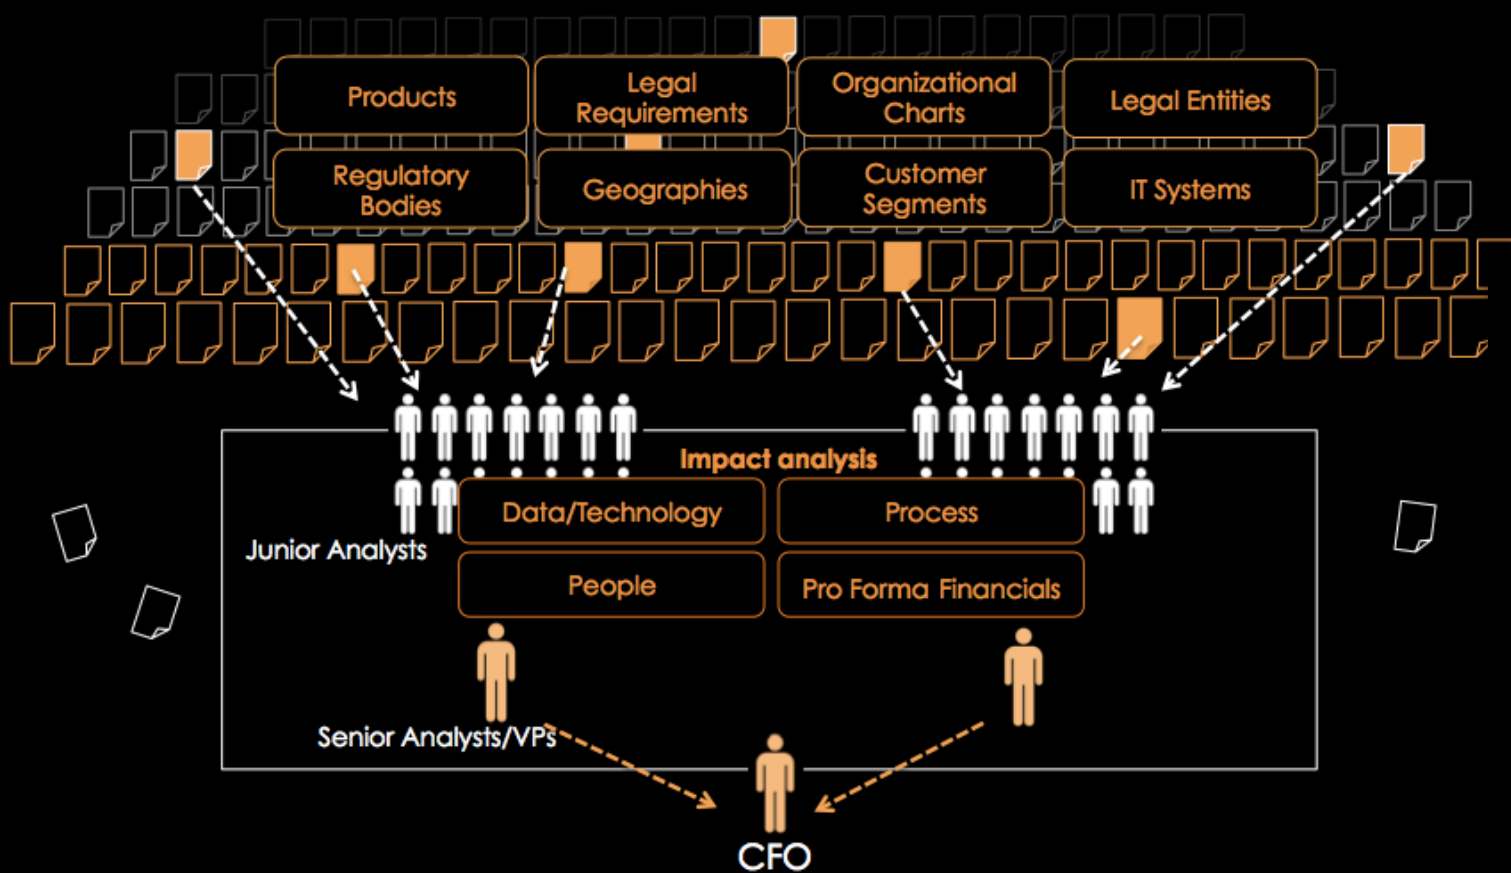 Products
Legal
Requirements
Organizational
Charts
Legal Entities
Regulatory
Bodies
Geographies
Customer
Segments
IT Systems
Impact analysis
Data/Technology
Process
Junior Analysts
People
Pro Forma Financials
Senior Analysts/VPs
CFO